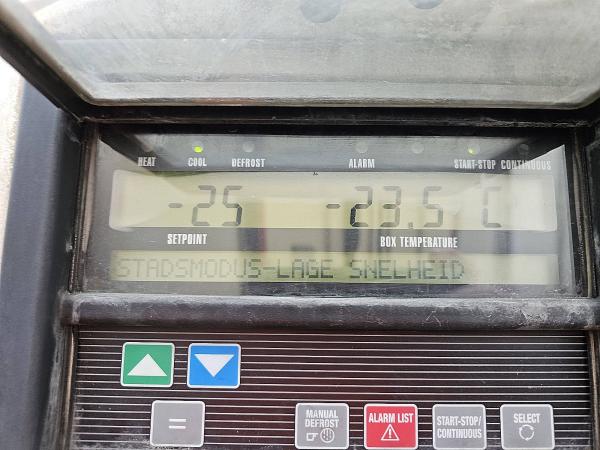 HEAT COOL DEFROST ALARM START-STOP CONTINUOUS
-25 -23.5 C
SETPOINT BOX TEMPERATURE
STADSMODUS-LAGE SNELHEID
=
MANUAL DEFROST
ALARM LIST
START-STOP/ CONTINUOUS
SELECT